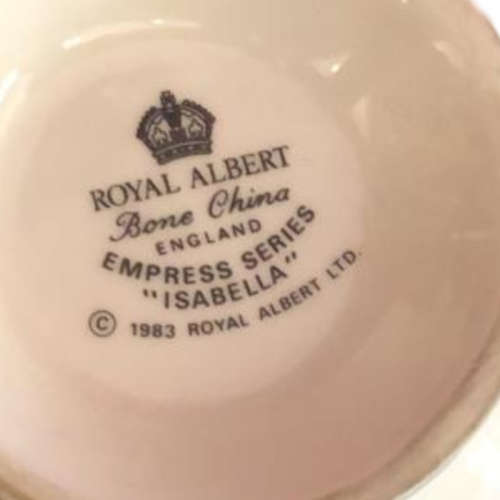 ROYAL ALBERT
Bone China
ENGLAND
EMPRESS SERIES
"ISABELLA"
© 1983 ROYAL ALBERT LTD.